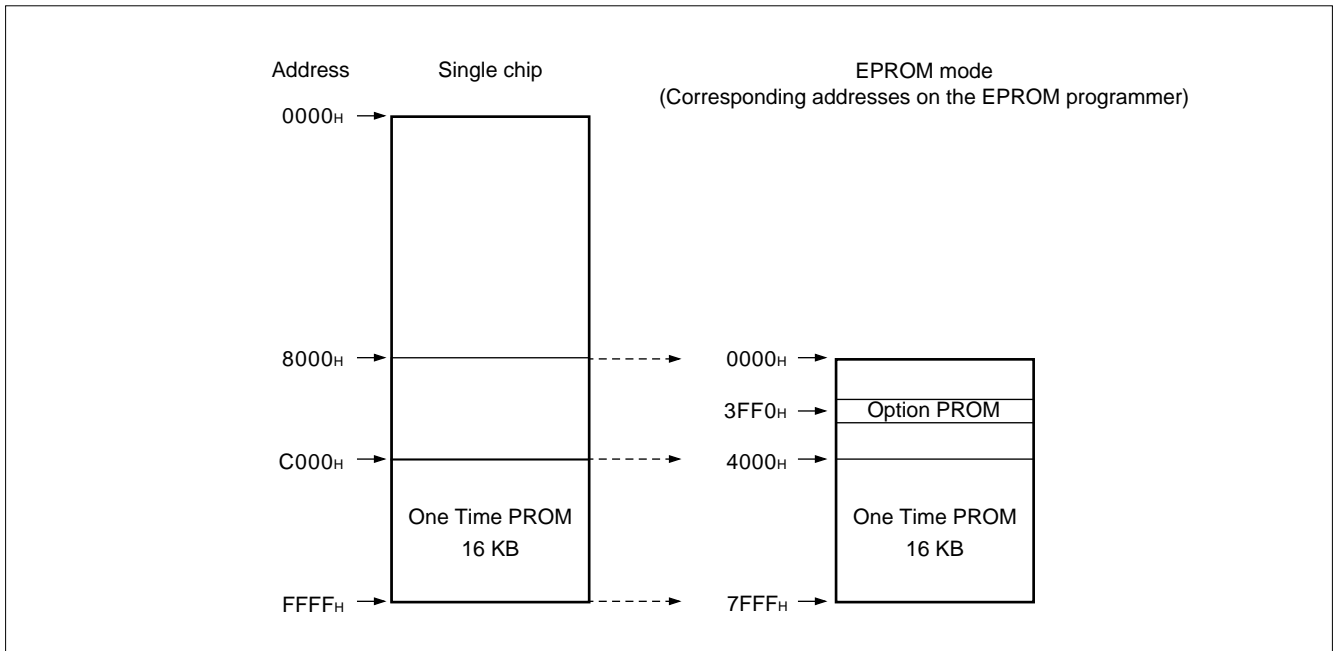 Address Single chip EPROM mode
(Corresponding addresses on the EPROM programmer)
0000H
8000H 0000H
3FF0H Option PROM
C000H 4000H
One Time PROM One Time PROM
16 KB 16 KB
FFFFH 7FFFH